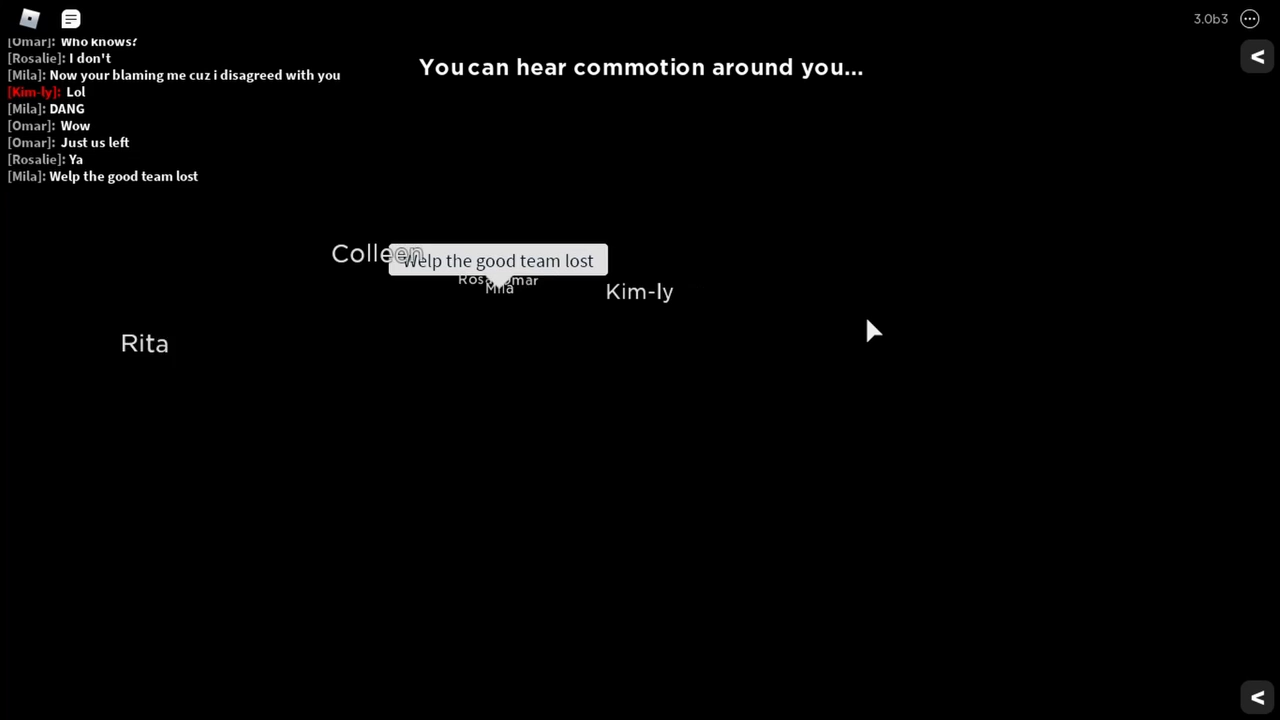 3.0b3
[Omar]: Who knows?
[Rosalie]: I don't
[Mila]: Now your blaming me cuz i disagreed with you
[Kim-ly]: Lol
[Mila]: DANG
[Omar]: Wow
[Omar]: Just us left
[Rosalie]: Ya
[Mila]: Welp the good team lost
You can hear commotion around you...
Colleen
Welp the good team lost
Omar
Mila
Kim-ly
Rita